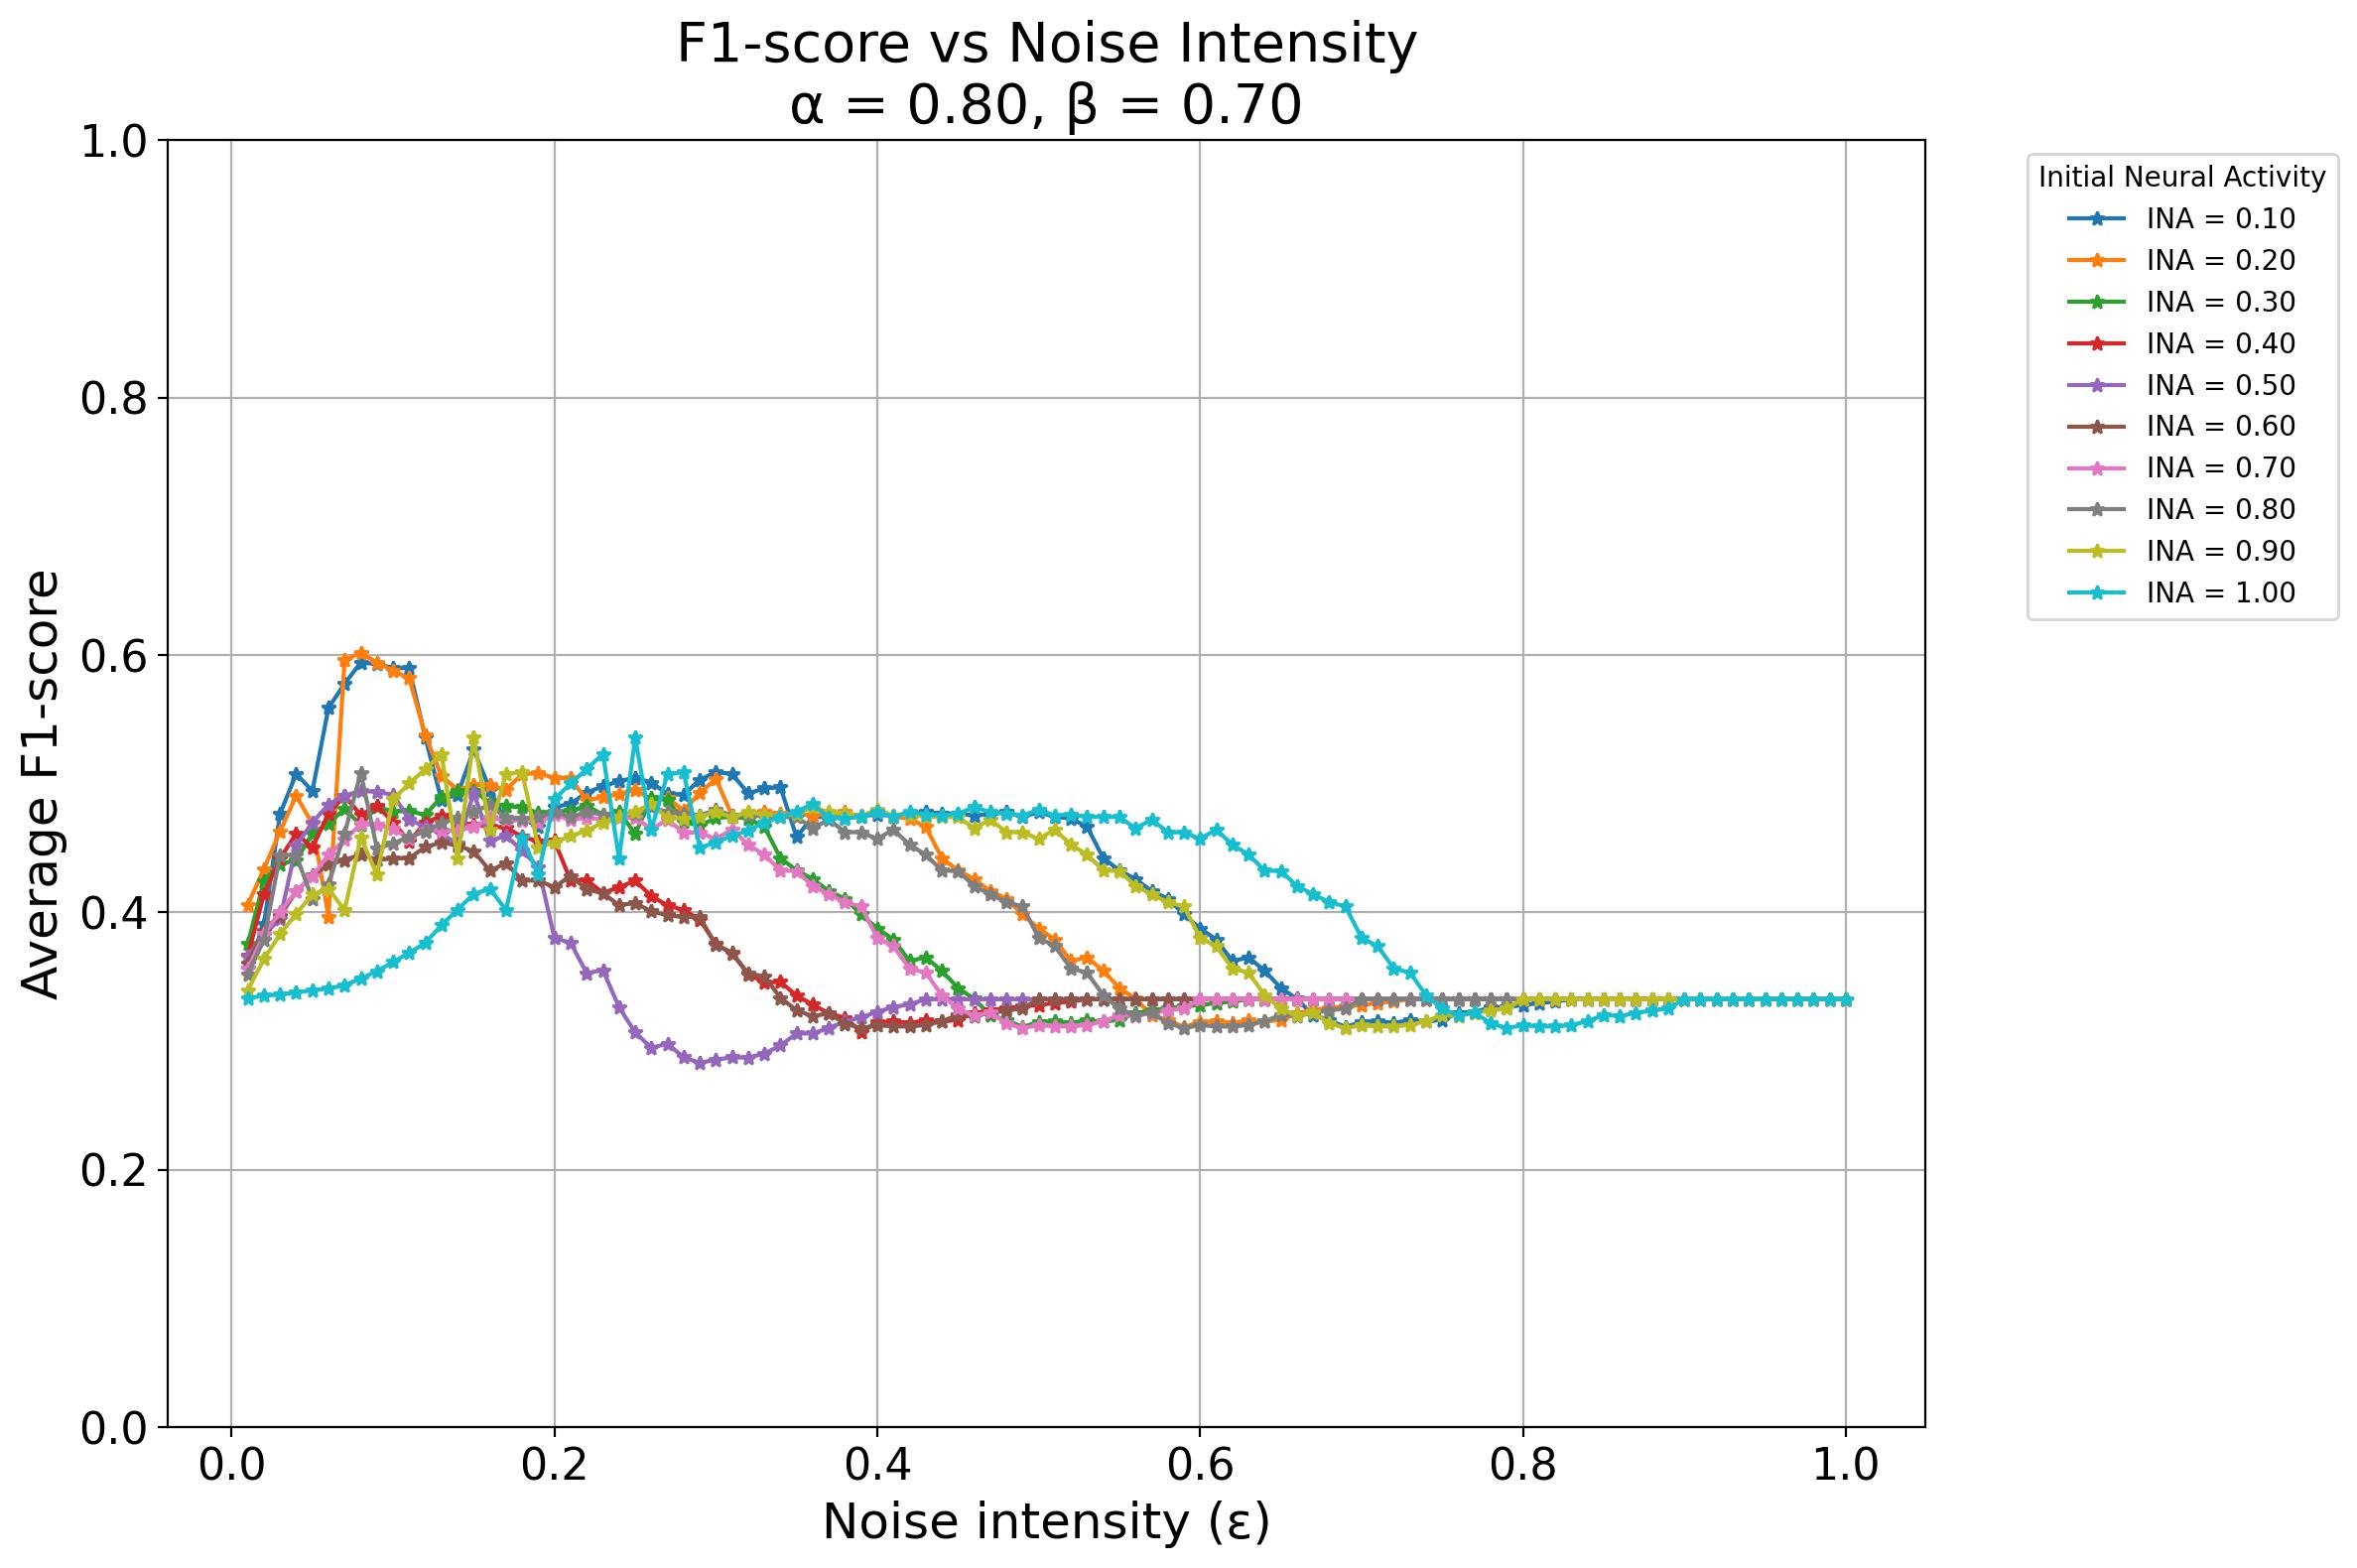 F1-score vs Noise Intensity
α = 0.80, β = 0.70
1.0
0.8
0.6
0.4
0.2
0.0
Average F1-score
0.0 0.2 0.4 0.6 0.8 1.0
Noise intensity (ε)
Initial Neural Activity
INA = 0.10
INA = 0.20
INA = 0.30
INA = 0.40
INA = 0.50
INA = 0.60
INA = 0.70
INA = 0.80
INA = 0.90
INA = 1.00